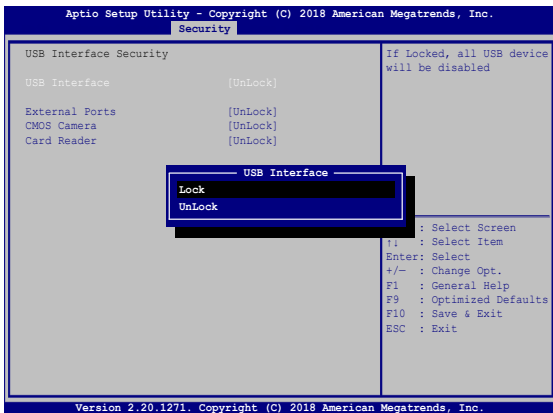 Aptio Setup Utility - Copyright (C) 2018 American Megatrends, Inc.
Security
USB Interface Security
USB Interface [UnLock]
External Ports [UnLock]
CMOS Camera [UnLock]
Card Reader [UnLock]
If Locked, all USB device
will be disabled
USB Interface
Lock
UnLock
: Select Screen
↑↓ : Select Item
Enter: Select
+/— : Change Opt.
F1 : General Help
F9 : Optimized Defaults
F10 : Save & Exit
ESC : Exit
Version 2.20.1271. Copyright (C) 2018 American Megatrends, Inc.